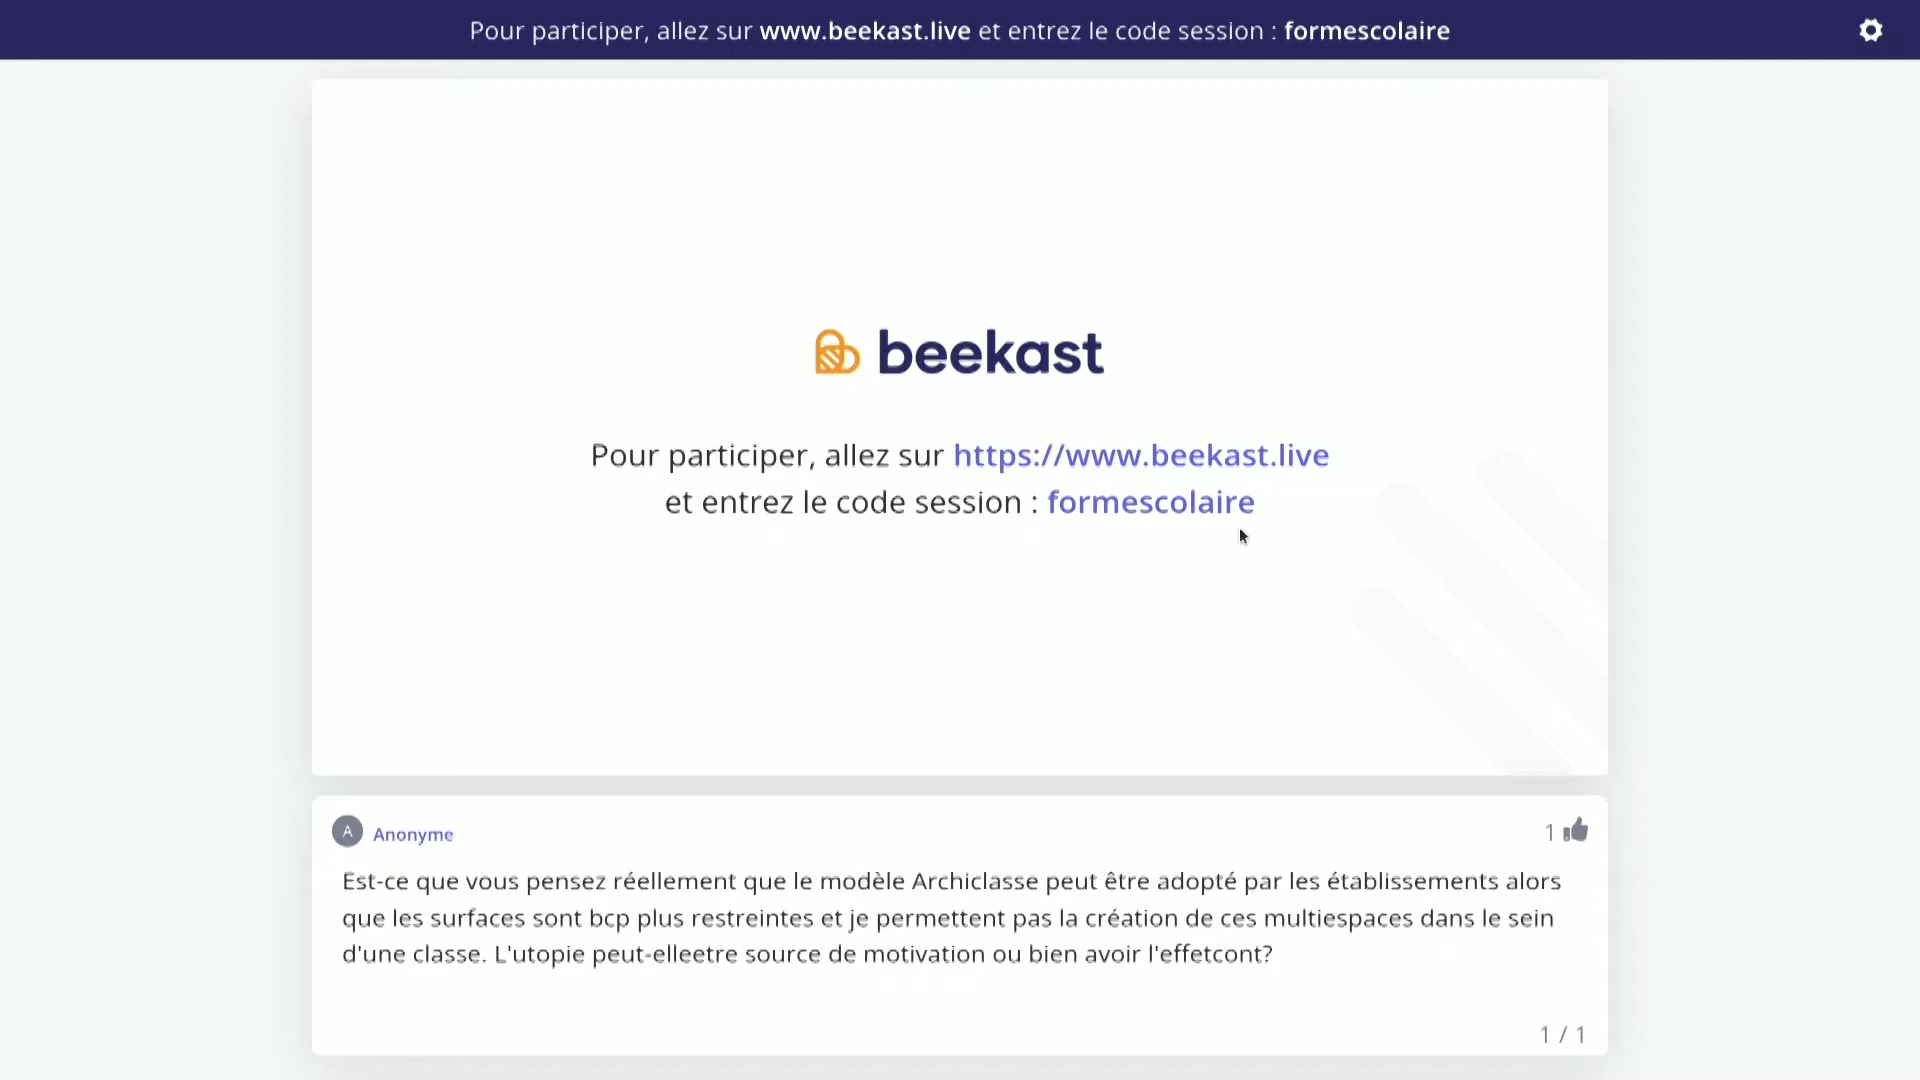 Pour participer, allez sur www.beekast.live et entrez le code session : formescolaire
beekast
Pour participer, allez sur https://www.beekast.live
et entrez le code session : formescolaire
A Anonyme
1
Est-ce que vous pensez réellement que le modèle Archiclasse peut être adopté par les établissements alors
que les surfaces sont bcp plus restreintes et je permettent pas la création de ces multiespaces dans le sein
d'une classe. L'utopie peut-elleetre source de motivation ou bien avoir l'effetcont?
1 / 1